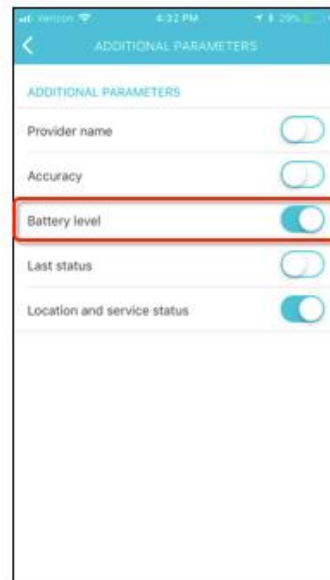 verizon 4:32 PM 29%
ADDITIONAL PARAMETERS
ADDITIONAL PARAMETERS
Provider name
Accuracy
Battery level
Last status
Location and service status